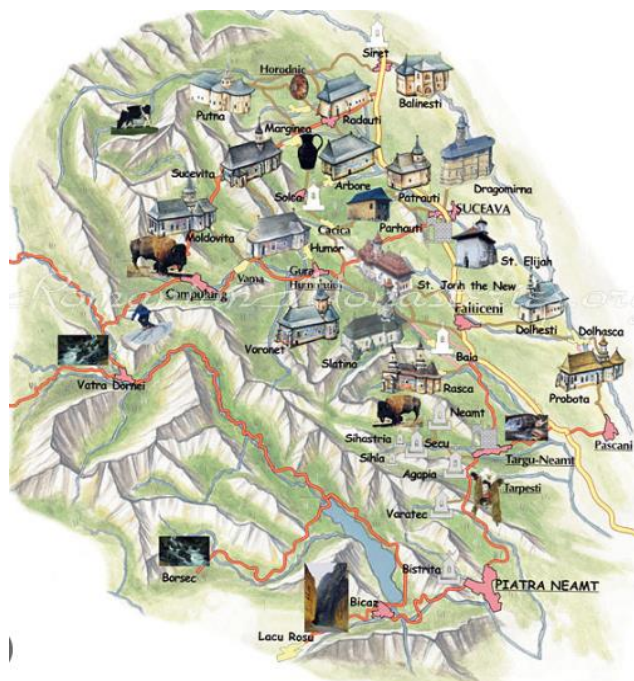 Siret
Horodnic
Balinesti
Putna
Radauti
Marginea
Sucevita
Arbore
Patrauti
Dragomirna
Solca
SUCEAVA
Moldovita
Cacica
Parhauti
Humor
St. Elijah
Vama
Gura
Humorului
Campulung
St. Jonh the New
Falticeni
Dolhesti
Dolhasca
Voronet
Slatina
Baia
Vatra Dornei
Rasca
Probota
Neamt
Pascani
Sihastria
Secu
Sihla
Targu-Neamt
Agapia
Tarpesti
Varatec
Borsec
Bistrita
PIATRA NEAMT
Bicaz
Lacu Rosu